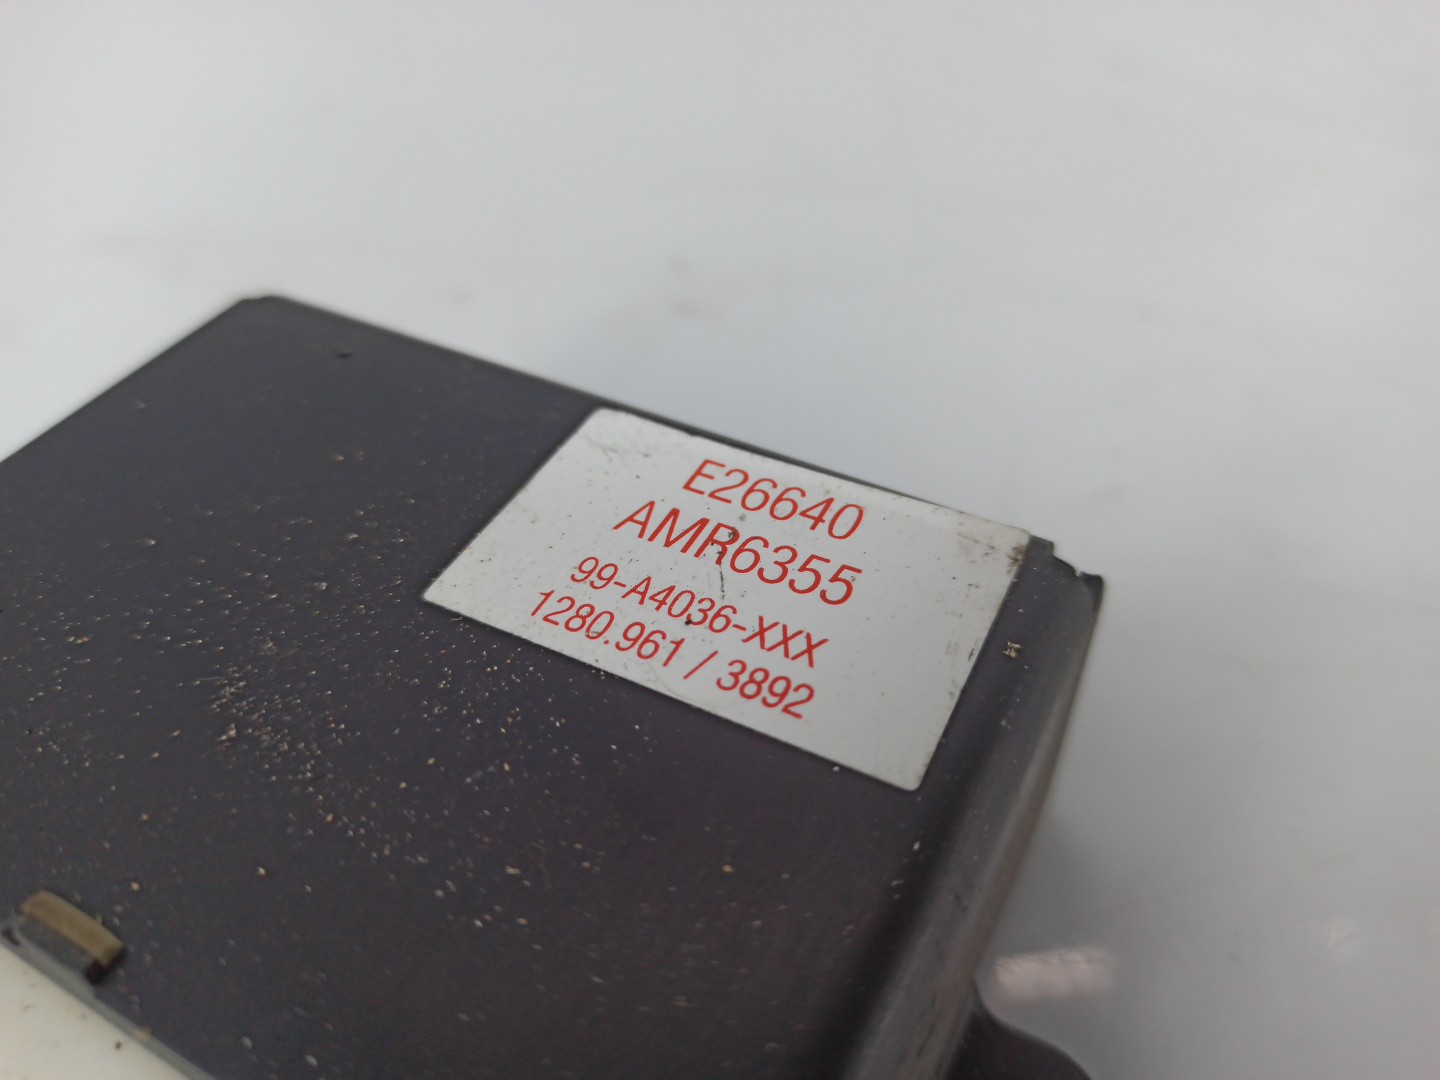 E26640
AMR6355
99-A4036-XXX
1280.961 / 3892